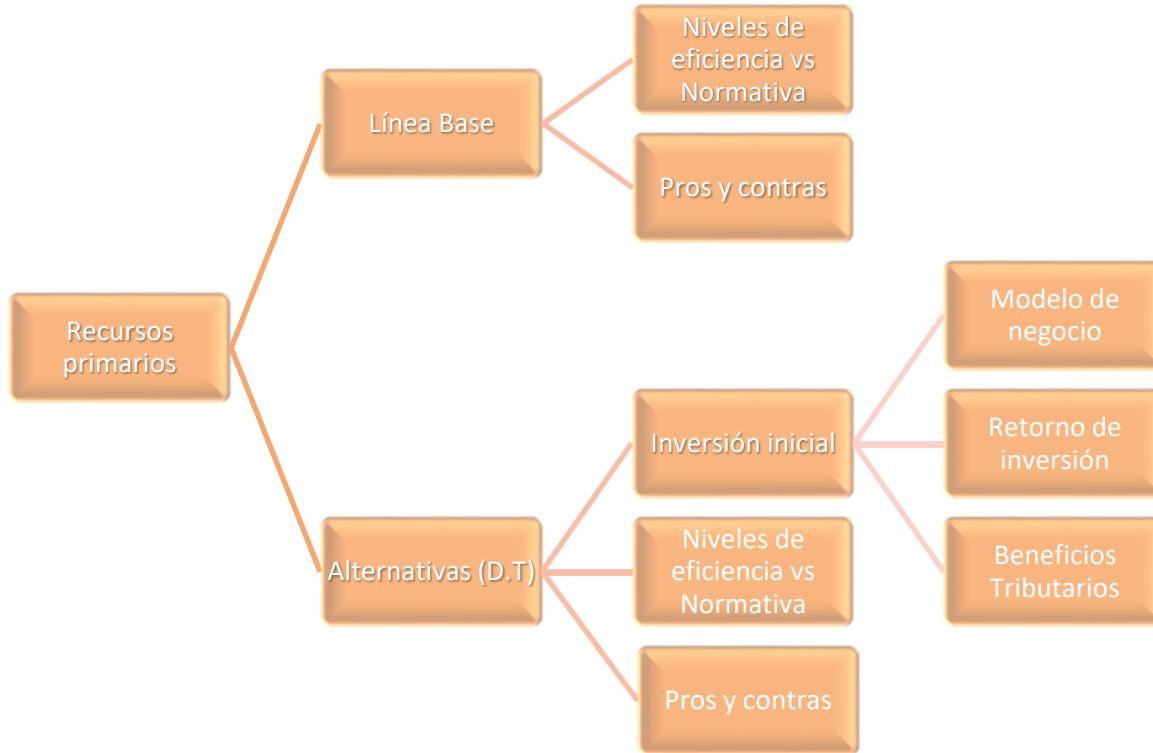 Niveles de
eficiencia vs
Normativa
Línea Base
Pros y contras
Recursos
primarios
Modelo de
negocio
Inversión inicial
Retorno de
inversión
Alternativas (D.T)
Niveles de
eficiencia vs
Normativa
Beneficios
Tributarios
Pros y contras